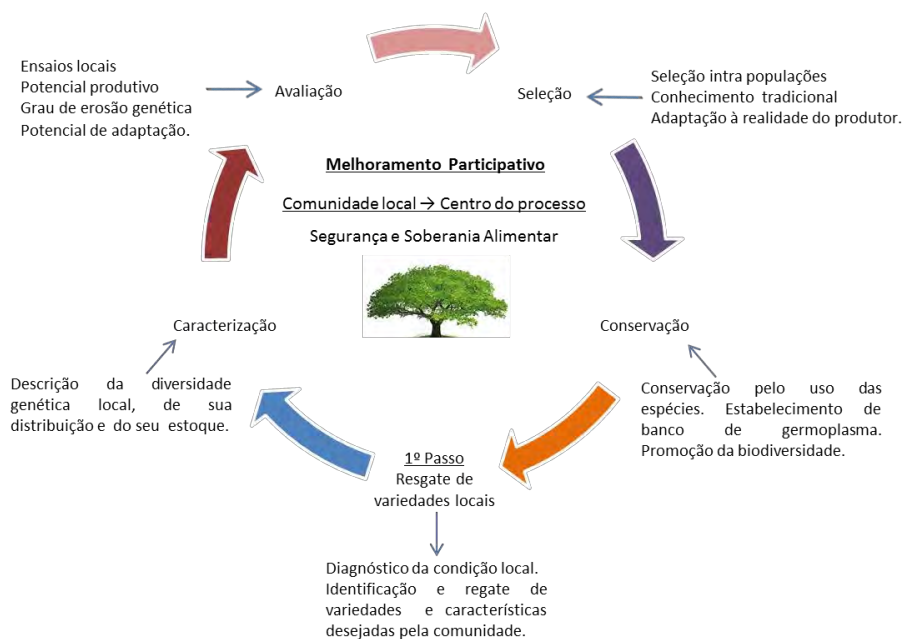 Ensaios locais
Potencial produtivo
Grau de erosão genética
Potencial de adaptação.
Avaliação
Seleção
Seleção intra populações
Conhecimento tradicional
Adaptação à realidade do produtor.
Melhoramento Participativo
Comunidade local → Centro do processo
Segurança e Soberania Alimentar
Caracterização
Conservação
Descrição da diversidade
genética local, de sua
distribuição e do seu estoque.
Conservação pelo uso das
espécies. Estabelecimento de
banco de germoplasma.
Promoção da biodiversidade.
1º Passo
Resgate de
variedades locais
Diagnóstico da condição local.
Identificação e regate de
variedades e características
desejadas pela comunidade.